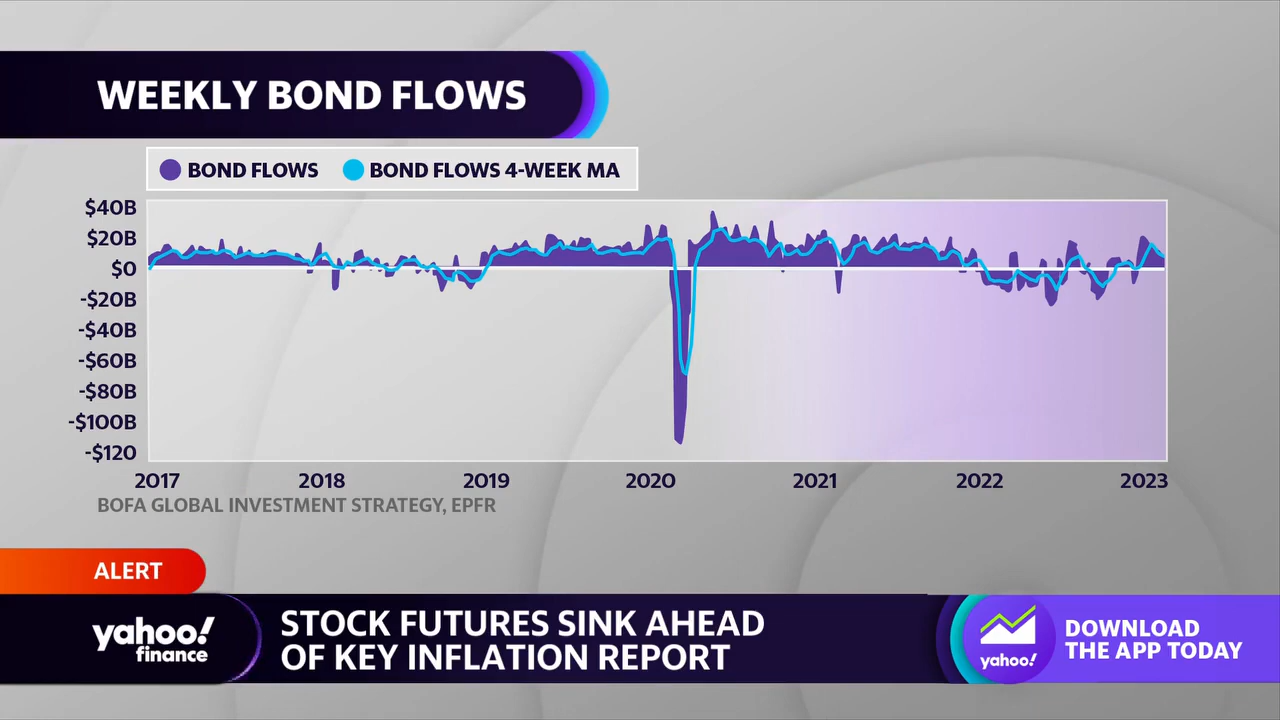 WEEKLY BOND FLOWS
BOND FLOWS BOND FLOWS 4-WEEK MA
$40B
$20B
$0
-$20B
-$40B
-$60B
-$80B
-$100B
-$120
2017 2018 2019 2020 2021 2022 2023
BOFA GLOBAL INVESTMENT STRATEGY, EPFR
ALERT
yahoo!
finance
STOCK FUTURES SINK AHEAD
OF KEY INFLATION REPORT
yahoo!
DOWNLOAD
THE APP TODAY